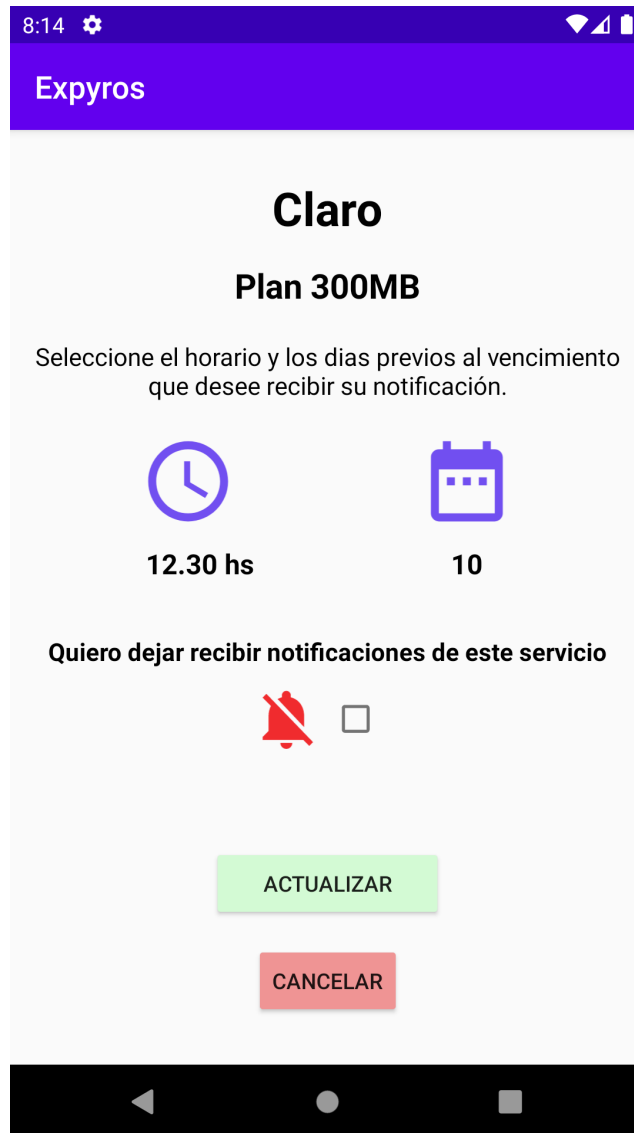 8:14
Expyros
Claro
Plan 300MB
Seleccione el horario y los dias previos al vencimiento
que desee recibir su notificación.
12.30 hs 10
Quiero dejar recibir notificaciones de este servicio
ACTUALIZAR
CANCELAR